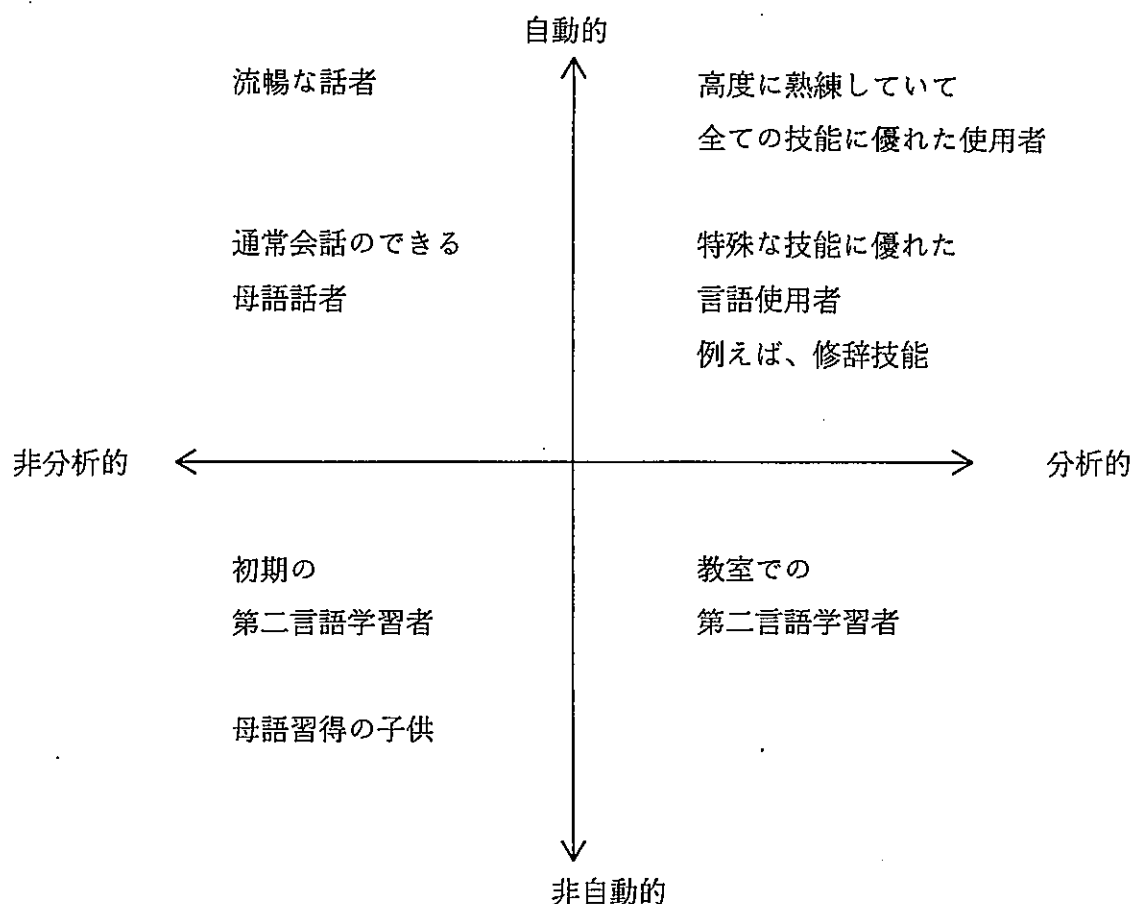 自動的
流暢な話者
高度に熟練していて
全ての技能に優れた使用者
通常会話のできる
母語話者
特殊な技能に優れた
言語使用者
例えば、修辞技能
非分析的
分析的
初期の
第二言語学習者
教室での
第二言語学習者
母語習得の子供
非自動的